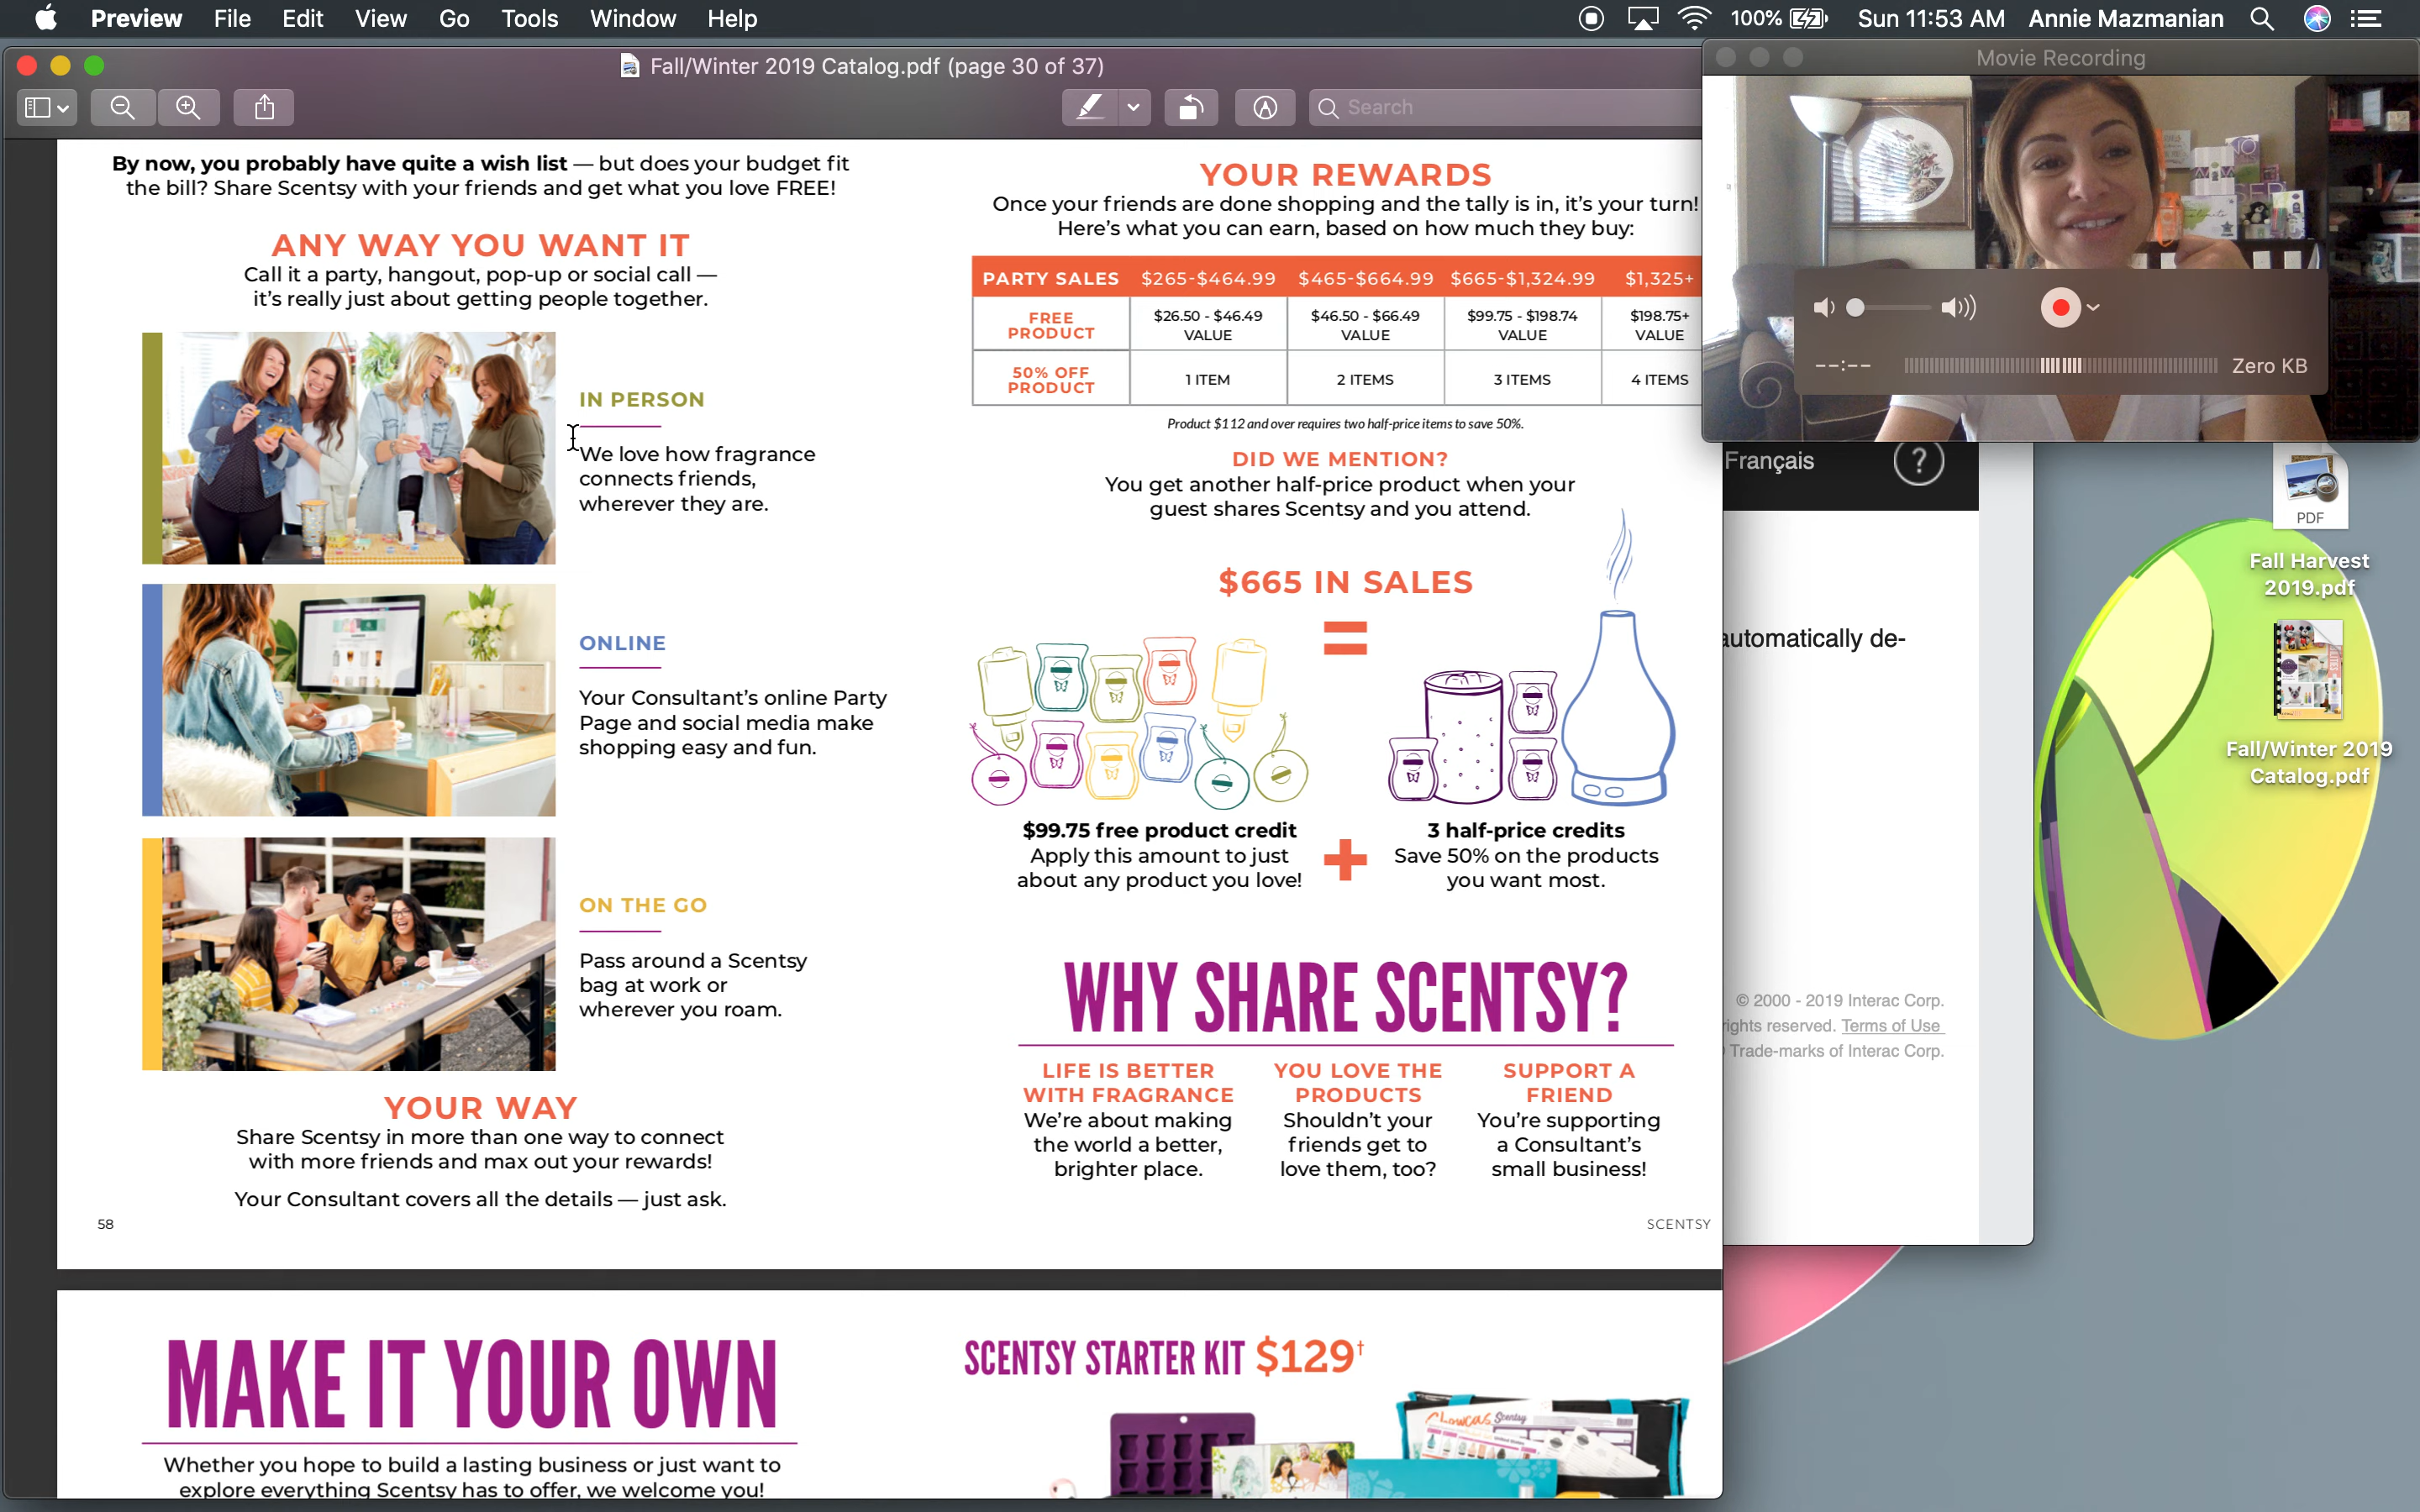 Preview File Edit View Go Tools Window Help
100% Sun 11:53 AM Annie Mazmanian
Fall/Winter 2019 Catalog.pdf (page 30 of 37)
Search
By now, you probably have quite a wish list — but does your budget fit
the bill? Share Scentsy with your friends and get what you love FREE!
ANY WAY YOU WANT IT
Call it a party, hangout, pop-up or social call —
it's really just about getting people together.
IN PERSON
We love how fragrance
connects friends,
wherever they are.
ONLINE
Your Consultant's online Party
Page and social media make
shopping easy and fun.
ON THE GO
Pass around a Scentsy
bag at work or
wherever you roam.
YOUR WAY
Share Scentsy in more than one way to connect
with more friends and max out your rewards!
Your Consultant covers all the details — just ask.
58
YOUR REWARDS
Once your friends are done shopping and the tally is in, it's your turn!
Here's what you can earn, based on how much they buy:
PARTY SALES $265-$464.99 $465-$664.99 $665-$1,324.99 $1,325+
FREE PRODUCT $26.50 - $46.49 VALUE $46.50 - $66.49 VALUE $99.75 - $198.74 VALUE $198.75+ VALUE
50% OFF PRODUCT 1 ITEM 2 ITEMS 3 ITEMS 4 ITEMS
Product $112 and over requires two half-price items to save 50%.
DID WE MENTION?
You get another half-price product when your
guest shares Scentsy and you attend.
$665 IN SALES
=
$99.75 free product credit
Apply this amount to just
about any product you love!
+
3 half-price credits
Save 50% on the products
you want most.
WHY SHARE SCENTSY?
LIFE IS BETTER
WITH FRAGRANCE
We're about making
the world a better,
brighter place.
YOU LOVE THE
PRODUCTS
Shouldn't your
friends get to
love them, too?
SUPPORT A
FRIEND
You're supporting
a Consultant's
small business!
SCENTSY
MAKE IT YOUR OWN
Whether you hope to build a lasting business or just want to
explore everything Scentsy has to offer, we welcome you!
SCENTSY STARTER KIT $129†
Scentsy
Movie Recording
--:-- Zero KB
Français ?
automatically de-
© 2000 - 2019 Interac Corp.
rights reserved. Terms of Use
Trade-marks of Interac Corp.
PDF
Fall Harvest
2019.pdf
Fall/Winter 2019
Catalog.pdf